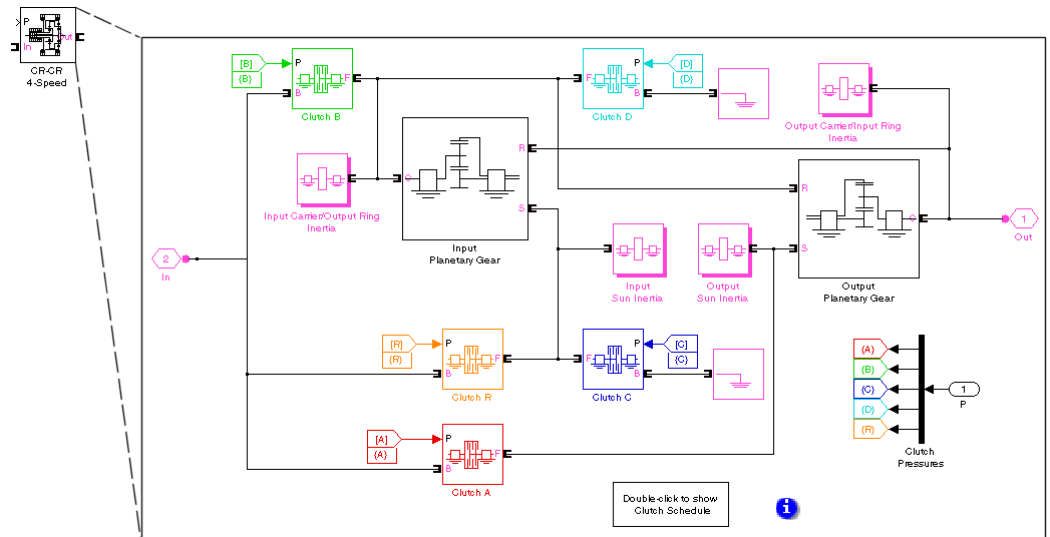 P
In
Out
CR-CR
4-Speed
[B]
{B}
P
F
B
Clutch B
F
P
B
[D]
{D}
Clutch D
Output Carrier/Input Ring
Inertia
Input Carrier/Output Ring
Inertia
C
R
S
Input
Planetary Gear
R
C
S
Output
Planetary Gear
1
Out
2
In
Input
Sun Inertia
Output
Sun Inertia
[R]
{R}
P
F
B
Clutch R
F
P
B
[C]
{C}
Clutch C
[A]
{A}
P
F
B
Clutch A
{A}
{B}
{C}
{D}
{R}
1
P
Clutch
Pressures
Double-click to show
Clutch Schedule
i